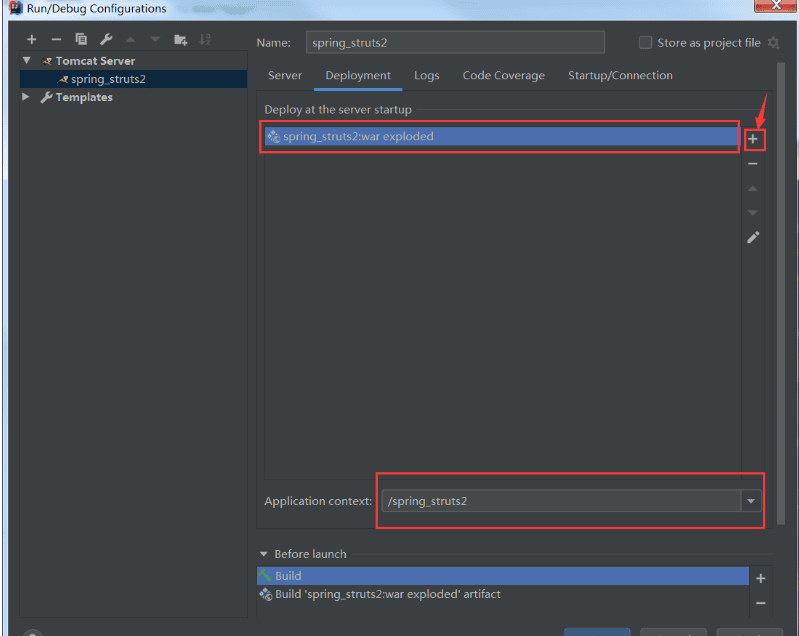 Run/Debug Configurations
Name: spring_struts2 Store as project file
Tomcat Server
spring_struts2
Templates
Server Deployment Logs Code Coverage Startup/Connection
Deploy at the server startup
spring_struts2:war exploded
Application context: /spring_struts2
Before launch
Build
Build 'spring_struts2:war exploded' artifact